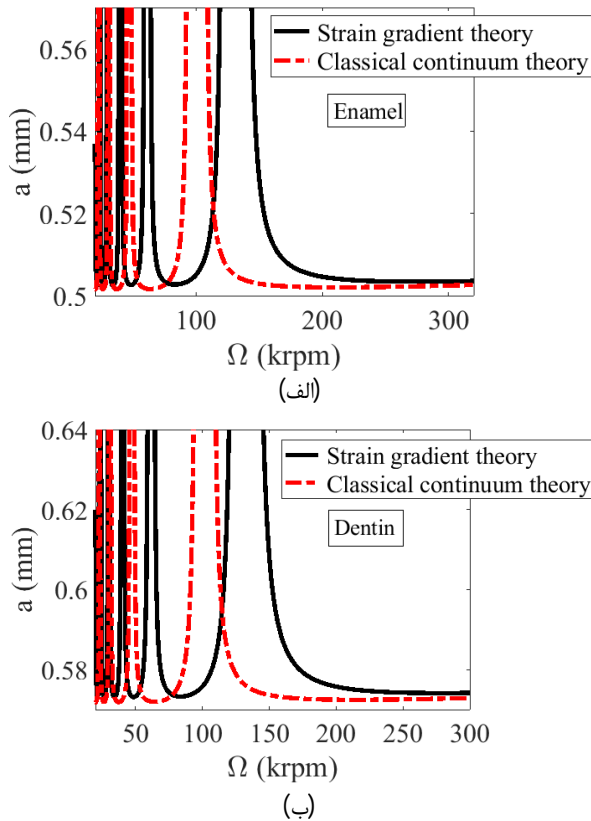 0.56
0.54
0.52
0.5
a (mm)
Strain gradient theory
Classical continuum theory
Enamel
100
200
300
Ω (krpm)
(الف)
0.64
0.62
0.6
0.58
a (mm)
Strain gradient theory
Classical continuum theory
Dentin
50
100
150
200
250
300
Ω (krpm)
(ب)